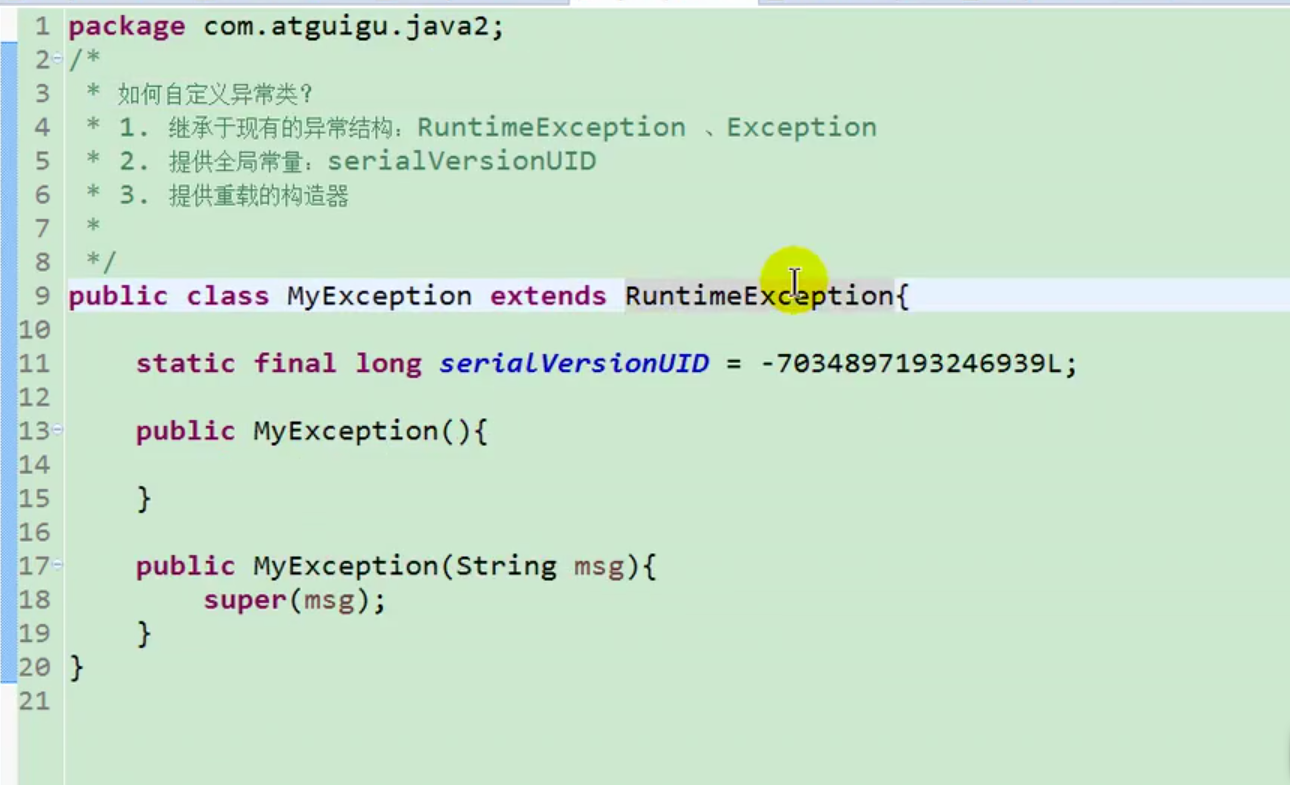 1 package com.atguigu.java2;
2 /*
3 * 如何自定义异常类？
4 * 1. 继承于现有的异常结构：RuntimeException 、Exception
5 * 2. 提供全局常量：serialVersionUID
6 * 3. 提供重载的构造器
7 *
8 */
9 public class MyException extends RuntimeException{
10
11 static final long serialVersionUID = -7034897193246939L;
12
13 public MyException(){
14
15 }
16
17 public MyException(String msg){
18 super(msg);
19 }
20 }
21